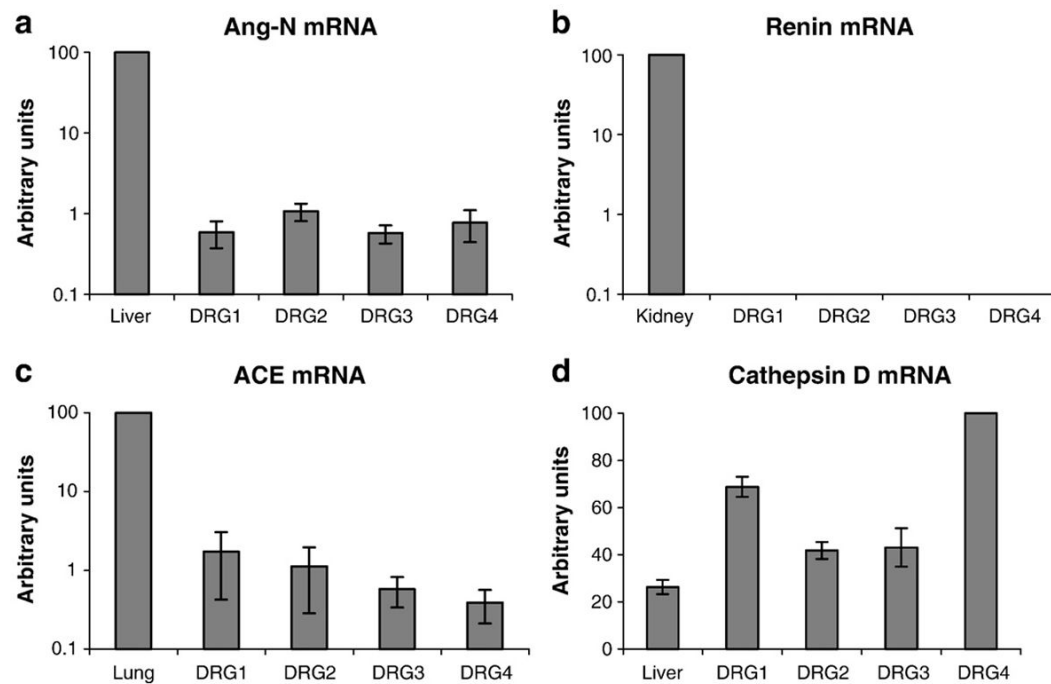 a
Ang-N mRNA
Arbitrary units
100
10
1
0.1
Liver DRG1 DRG2 DRG3 DRG4
b
Renin mRNA
Arbitrary units
100
10
1
0.1
Kidney DRG1 DRG2 DRG3 DRG4
c
ACE mRNA
Arbitrary units
100
10
1
0.1
Lung DRG1 DRG2 DRG3 DRG4
d
Cathepsin D mRNA
Arbitrary units
100
80
60
40
20
0
Liver DRG1 DRG2 DRG3 DRG4